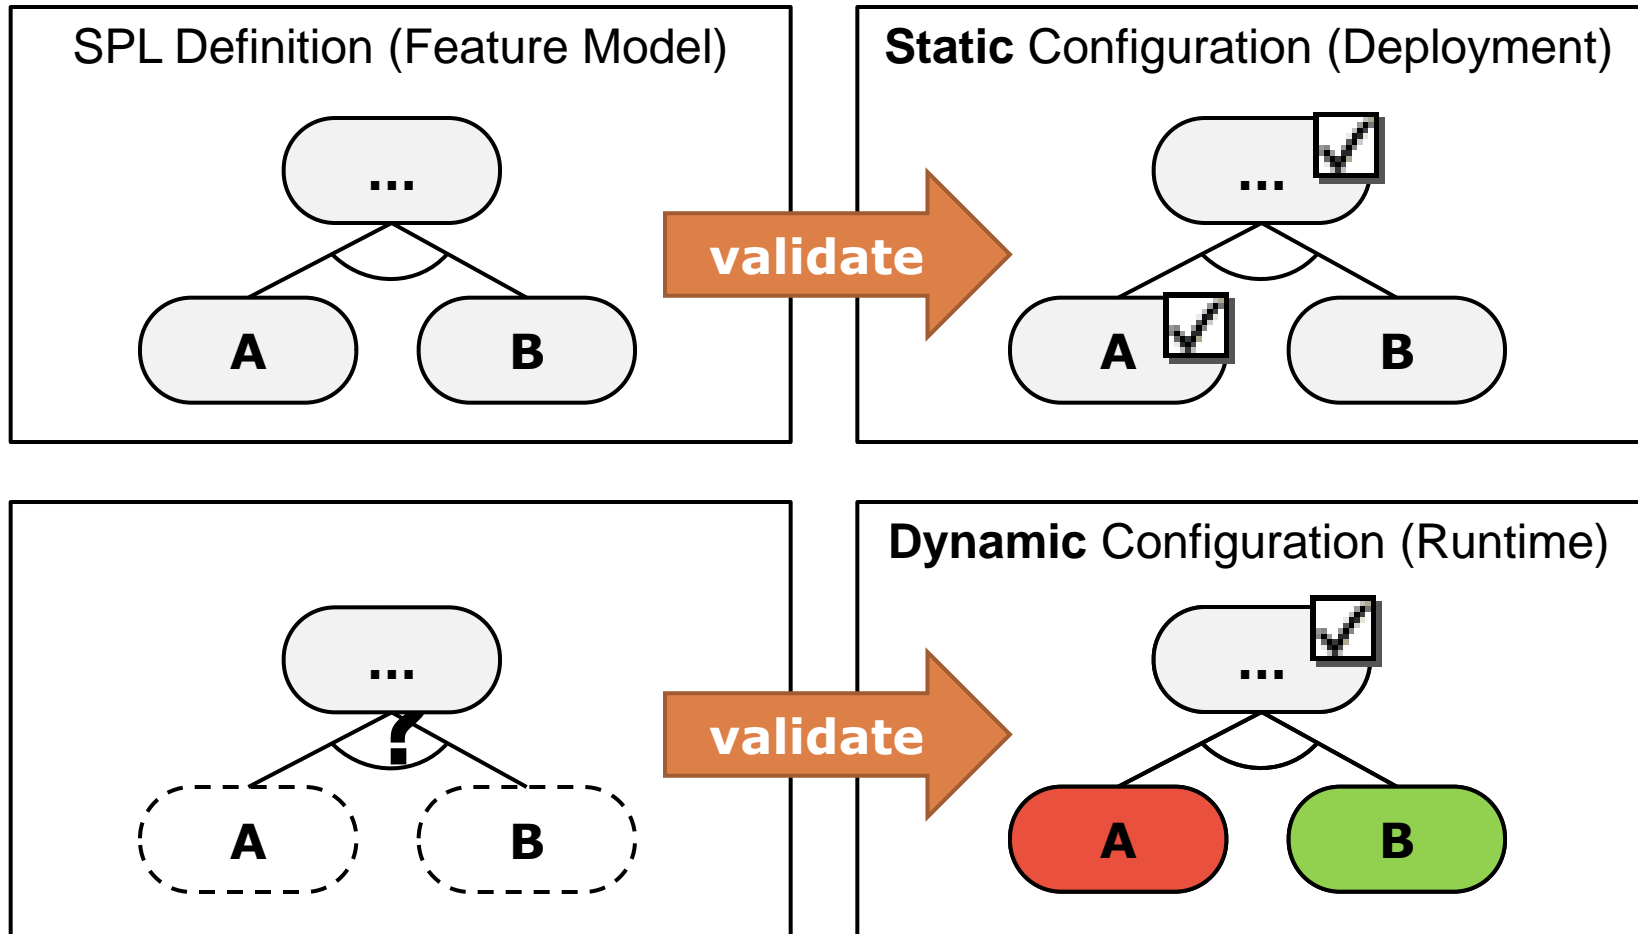 SPL Definition (Feature Model)
...
A
B
validate
Static Configuration (Deployment)
...
A
B
...
?
A
B
validate
Dynamic Configuration (Runtime)
...
A
B